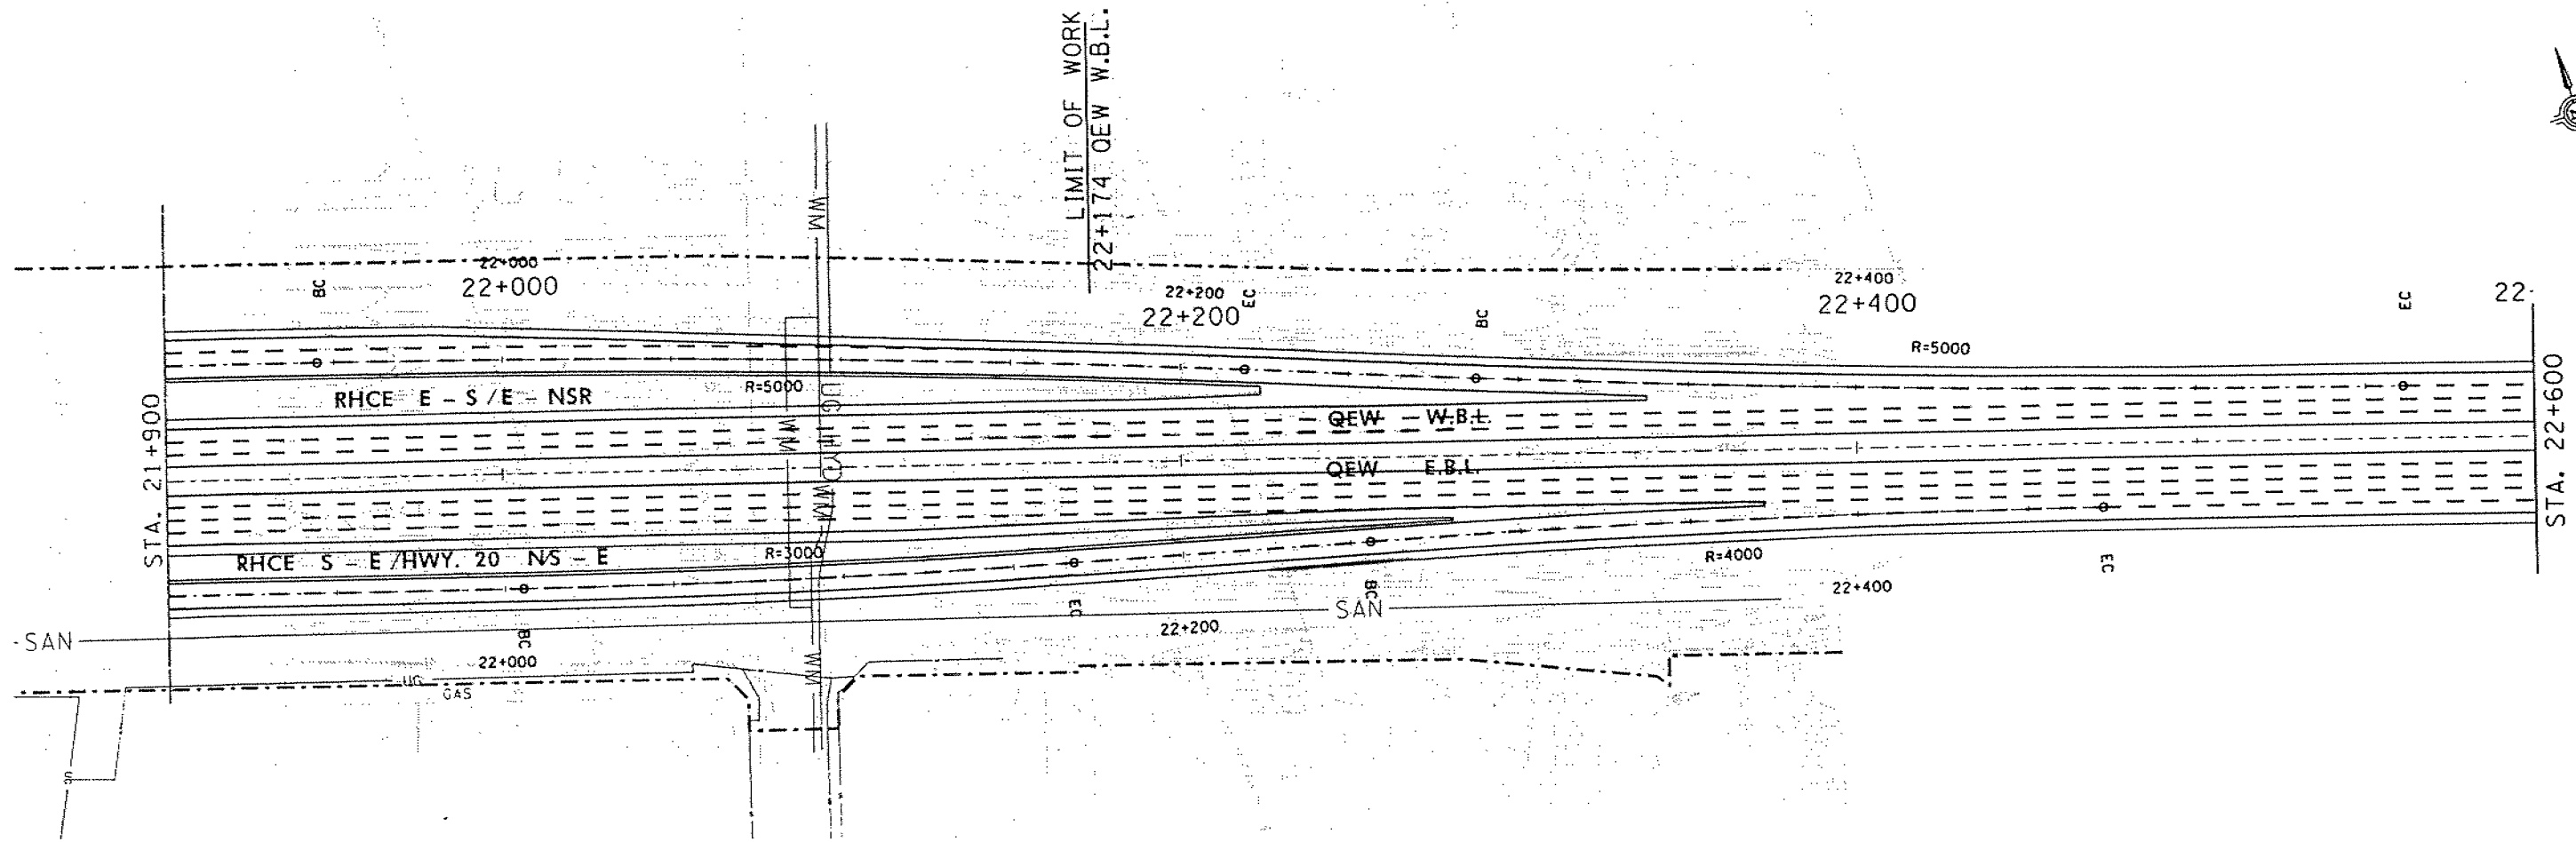 LIMIT OF WORK
22+174 QEW W.B.L.
WM
BC
22+000
22+000
22+200
22+200
EC
BC
22+400
22+400
EC
22
R=5000
R=5000
RHCE E - S/E - NSR
UG HYD
WM
QEW - W.B.L.
QEW E.B.L.
STA. 21+900
STA. 22+600
WM
RHCE S - E/HWY. 20 N/S - E
R=3000
R=4000
EC
BC
EC
22+400
SAN
SAN
22+200
BC
22+000
WM
UG
GAS
UG